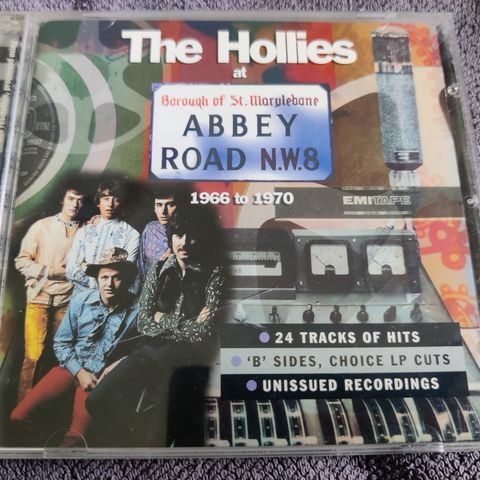 The Hollies
at
Borough of St. Marylebone
ABBEY
ROAD N.W.8
1966 to 1970
EMITAPE
24 TRACKS OF HITS
'B' SIDES, CHOICE LP CUTS
UNISSUED RECORDINGS